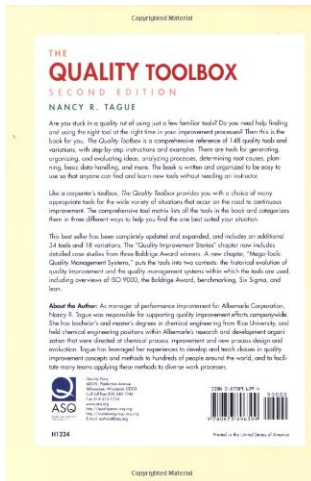 Copyrighted Material
THE
QUALITY TOOLBOX
SECOND EDITION
NANCY R. TAGUE
Are you stuck in a quality rut of using just a few familiar tools? Do you need help finding
and using the right tool at the right time in your improvement processes? Then this is the
book for you. The Quality Toolbox is a comprehensive reference of 148 quality tools and
variations, with step-by-step instructions and examples. There are tools for generating,
organizing, and evaluating ideas, analyzing processes, determining root causes, plan-
ning, basic data-handling, and more. The book is written and organized to be easy to
use so that anyone can find and learn new tools without needing an instructor.
Like a carpenter's toolbox, The Quality Toolbox provides you with a choice of many
appropriate tools for the wide variety of situations that occur on the road to continuous
improvement. The comprehensive tool matrix lists all the tools in the book and categorizes
them in three different ways to help you find the one best suited your situation.
This best seller has been completely updated and expanded, and includes an additional
34 tools and 18 variations. The "Quality Improvement Stories" chapter now includes
detailed case studies from three Baldrige Award winners. A new chapter, "Mega-Tools:
Quality Management Systems," puts the tools into two contexts: the historical evolution of
quality improvement and the quality management systems within which the tools are used,
including overviews of ISO 9000, the Baldrige Award, benchmarking, Six Sigma, and
lean.
About the Author: As manager of performance improvement for Albemarle Corporation,
Nancy R. Tague was responsible for supporting quality improvement efforts companywide.
She has bachelor's and master's degrees in chemical engineering from Rice University, and
held chemical engineering positions within Albemarle's research and development organi-
zation that were directed at chemical process improvement and new process design and
evaluation. Tague has leveraged her experiences to develop and teach classes in quality
improvement concepts and methods to hundreds of people around the world, and to facili-
tate many teams applying these methods to diverse work processes.
Quality Press
ASQ
H1224
90000
Printed in the United States of America
Copyrighted Material